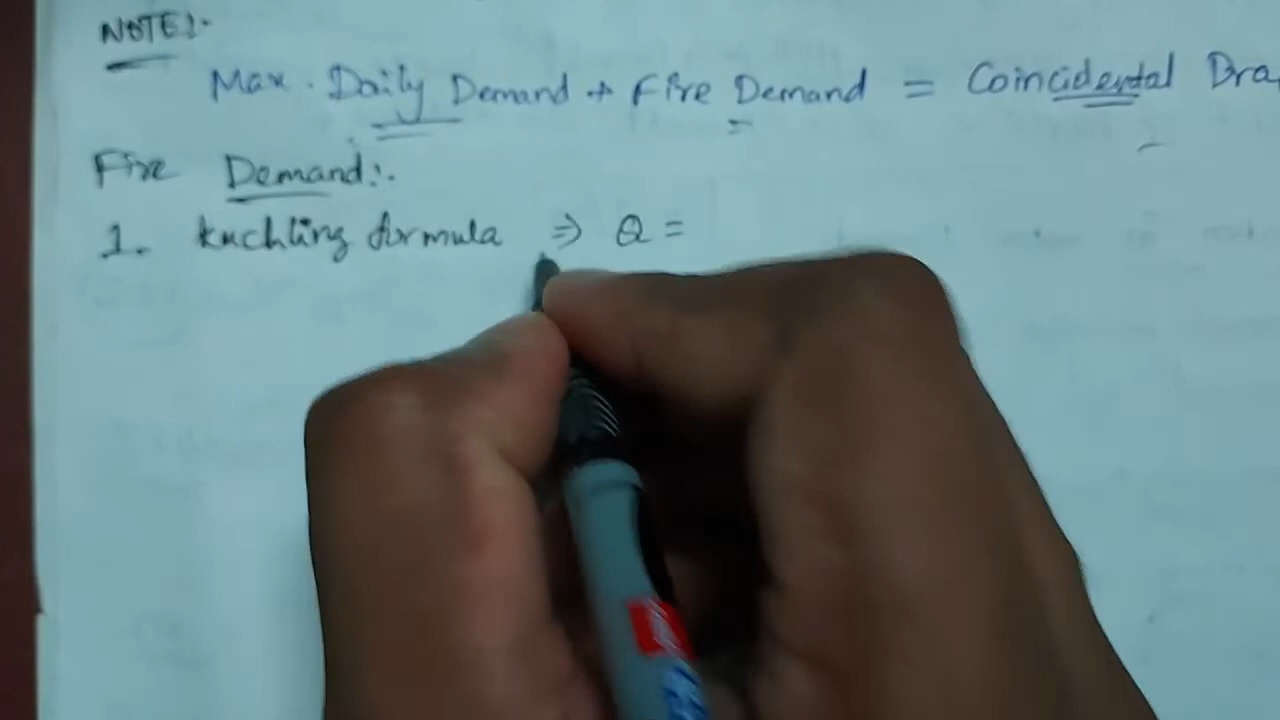 NOTE:-
Max. Daily Demand + Fire Demand = Coincidental Dra
Fire Demand:-
1. kuchling formula ⇒ Q =